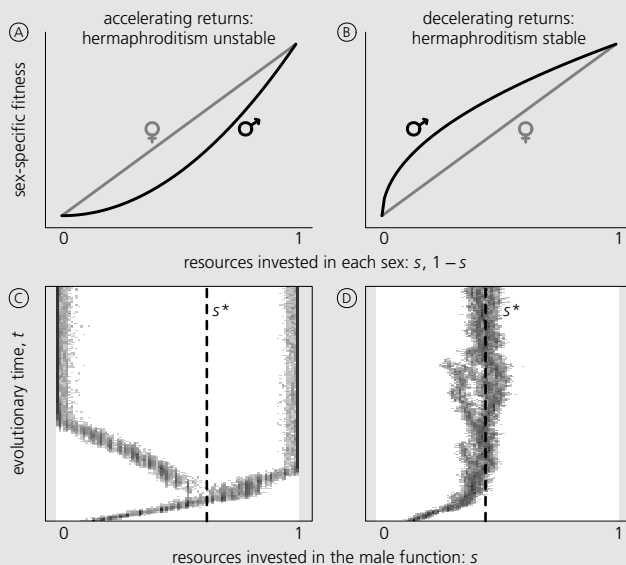 A
accelerating returns:
hermaphroditism unstable
B
decelerating returns:
hermaphroditism stable
sex-specific fitness
♀
♂
♂
♀
0
1
0
1
resources invested in each sex: s, 1 – s
C
s*
D
s*
evolutionary time, t
0
1
0
1
resources invested in the male function: s